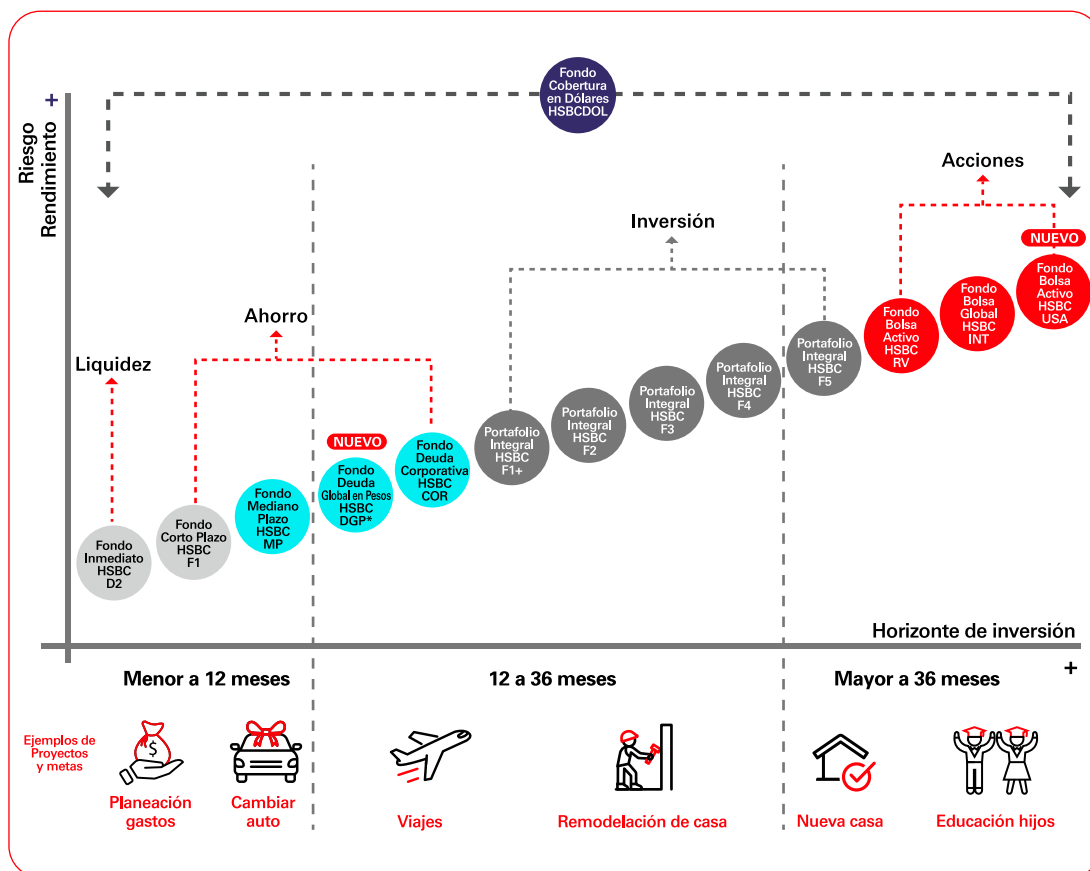 Fondo
Cobertura
en Dólares
HSBCDOL
+
Riesgo
Rendimiento
Acciones
Inversión
NUEVO
Fondo
Bolsa
Activo
HSBC
USA
Fondo
Bolsa
Global
HSBC
INT
Fondo
Bolsa
Activo
HSBC
RV
Ahorro
Portafolio
Integral
HSBC
F5
Liquidez
Portafolio
Integral
HSBC
F4
Portafolio
Integral
HSBC
F3
Portafolio
Integral
HSBC
F2
Portafolio
Integral
HSBC
F1+
NUEVO
Fondo
Deuda
Corporativa
HSBC
COR
Fondo
Deuda
Global en Pesos
HSBC
DGP*
Fondo
Mediano
Plazo
HSBC
MP
Fondo
Corto Plazo
HSBC
F1
Fondo
Inmediato
HSBC
D2
Horizonte de inversión
+
Menor a 12 meses
12 a 36 meses
Mayor a 36 meses
Ejemplos de
Proyectos
y metas
$
Planeación
gastos
Cambiar
auto
Viajes
Remodelación de casa
Nueva casa
Educación hijos